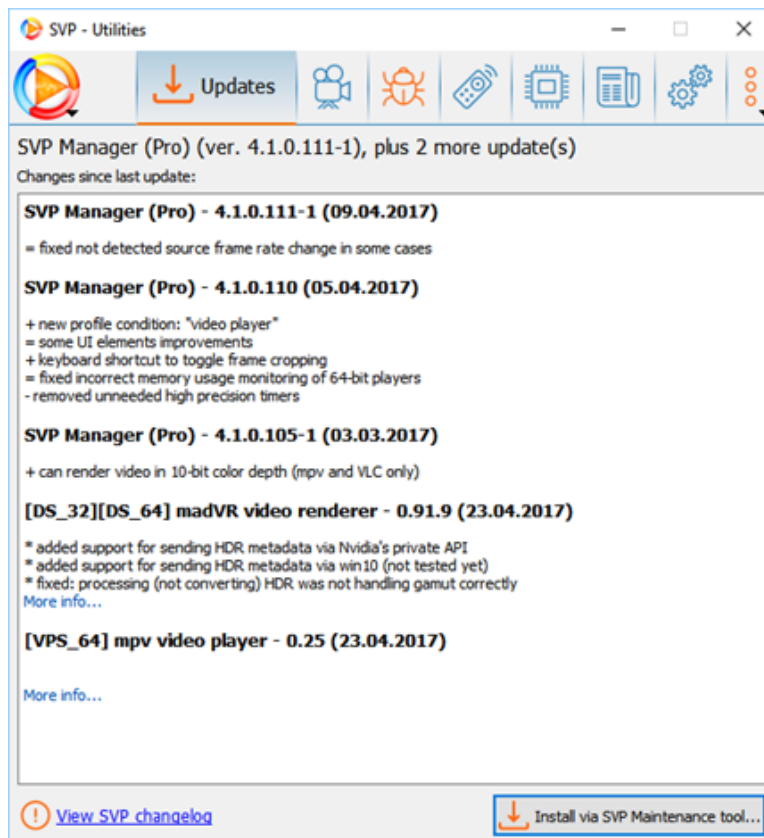 SVP - Utilities
Updates
SVP Manager (Pro) (ver. 4.1.0.111-1), plus 2 more update(s)
Changes since last update:
SVP Manager (Pro) - 4.1.0.111-1 (09.04.2017)
= fixed not detected source frame rate change in some cases
SVP Manager (Pro) - 4.1.0.110 (05.04.2017)
+ new profile condition: "video player"
= some UI elements improvements
+ keyboard shortcut to toggle frame cropping
= fixed incorrect memory usage monitoring of 64-bit players
- removed unneeded high precision timers
SVP Manager (Pro) - 4.1.0.105-1 (03.03.2017)
+ can render video in 10-bit color depth (mpv and VLC only)
[DS_32][DS_64] madVR video renderer - 0.91.9 (23.04.2017)
* added support for sending HDR metadata via Nvidia's private API
* added support for sending HDR metadata via win10 (not tested yet)
* fixed: processing (not converting) HDR was not handling gamut correctly
More info...
[VPS_64] mpv video player - 0.25 (23.04.2017)
More info...
View SVP changelog
Install via SVP Maintenance tool...